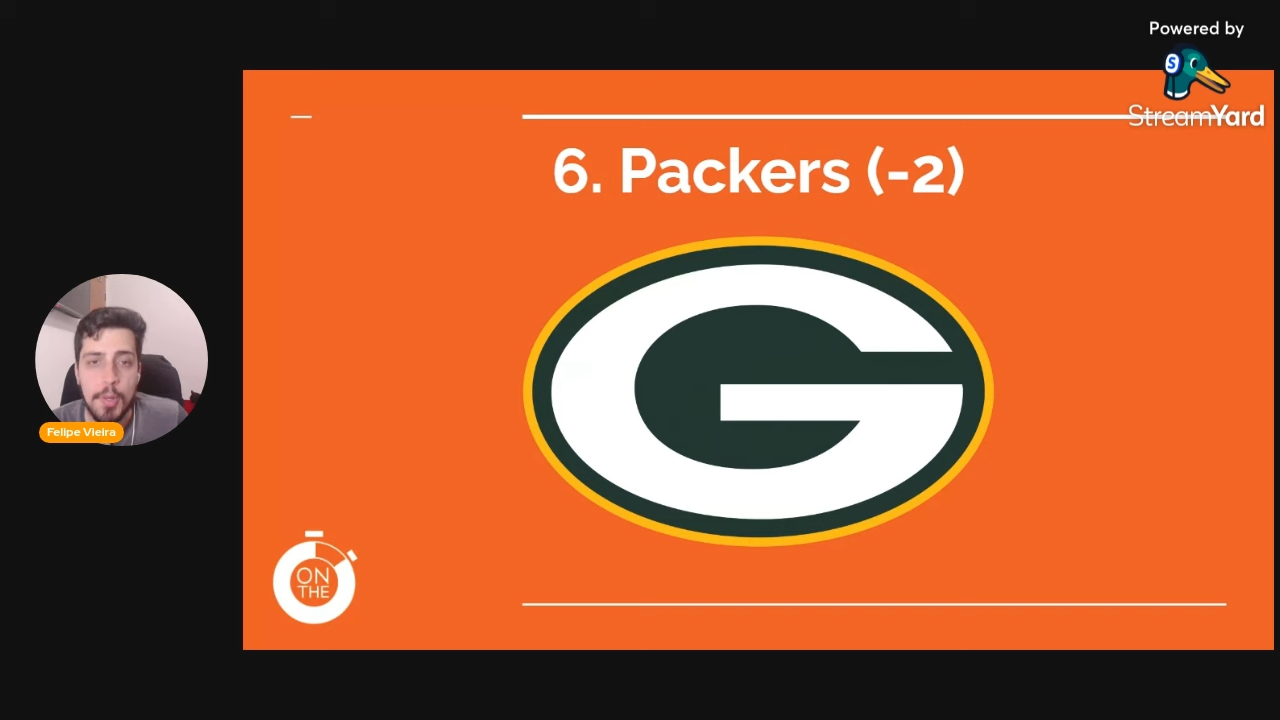 Powered by
S
StreamYard
6. Packers (-2)
G
Felipe Vieira
ON
THE